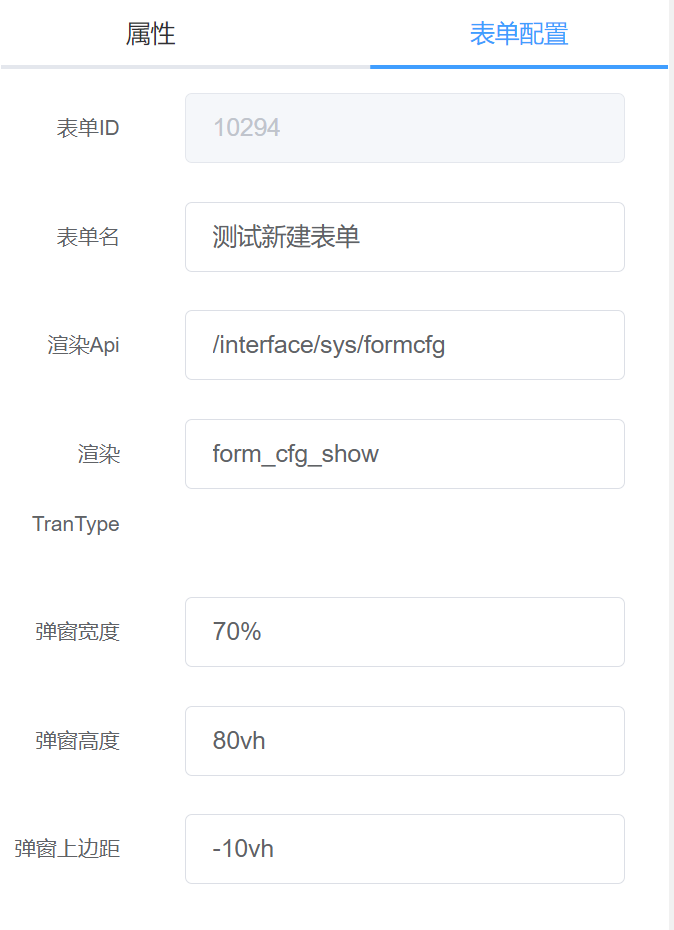 属性 表单配置
表单ID 10294
表单名 测试新建表单
渲染Api /interface/sys/formcfg
渲染 form_cfg_show
TranType
弹窗宽度 70%
弹窗高度 80vh
弹窗上边距 -10vh